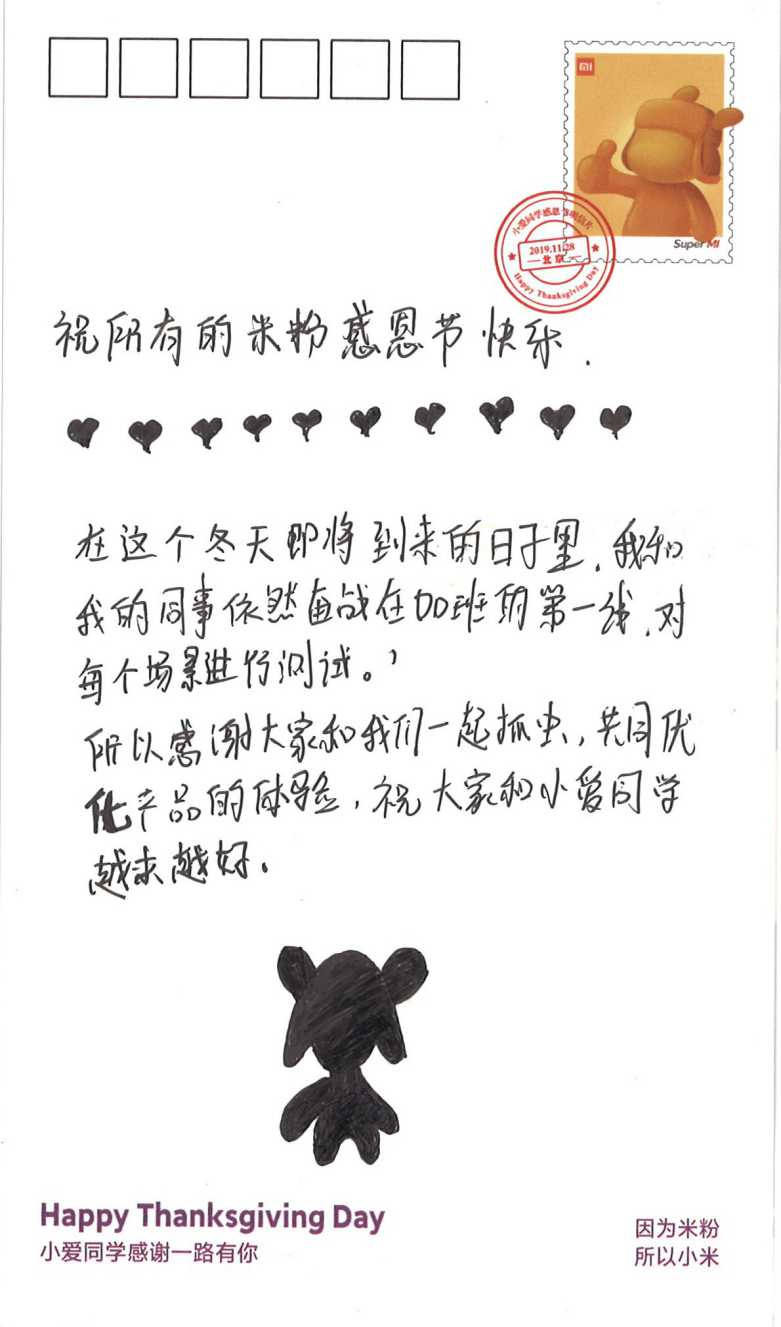 mi
Super MI
小爱同学感恩节明信片
2019.11.28
北京
Happy Thanksgiving Day
祝所有的米粉感恩节快乐.
在这个冬天即将到来的日子里,我和
我的同事依然奋战在加班的第一线,对
每个场景进行测试。
所以感谢大家和我们一起抓虫,共同优
化产品的体验,祝大家和小爱同学
越来越好.
Happy Thanksgiving Day
小爱同学感谢一路有你
因为米粉
所以小米